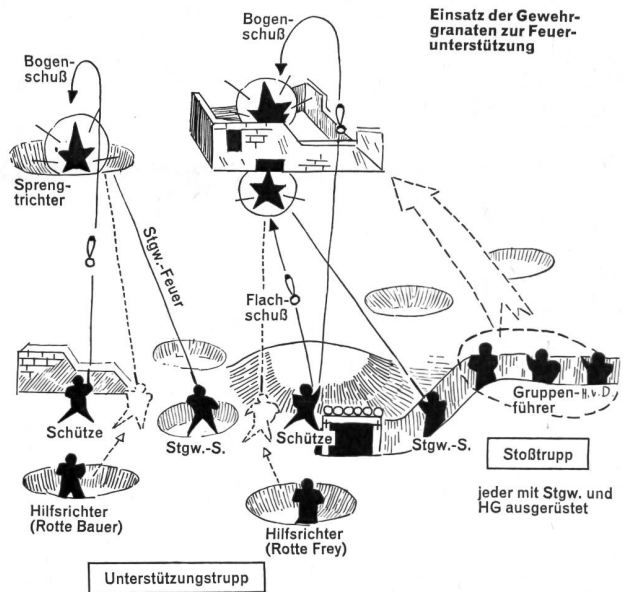 Einsatz der Gewehr-
granaten zur Feuer-
unterstützung
Bogen-
schuß
Bogen-
schuß
Spreng-
trichter
Stgw.-Feuer
Flach-
schuß
Schütze
Stgw.-S.
Schütze
Stgw.-S.
Gruppen-
führer
H.v.D.
Stoßtrupp
jeder mit Stgw. und
HG ausgerüstet
Hilfsrichter
(Rotte Bauer)
Hilfsrichter
(Rotte Frey)
Unterstützungstrupp